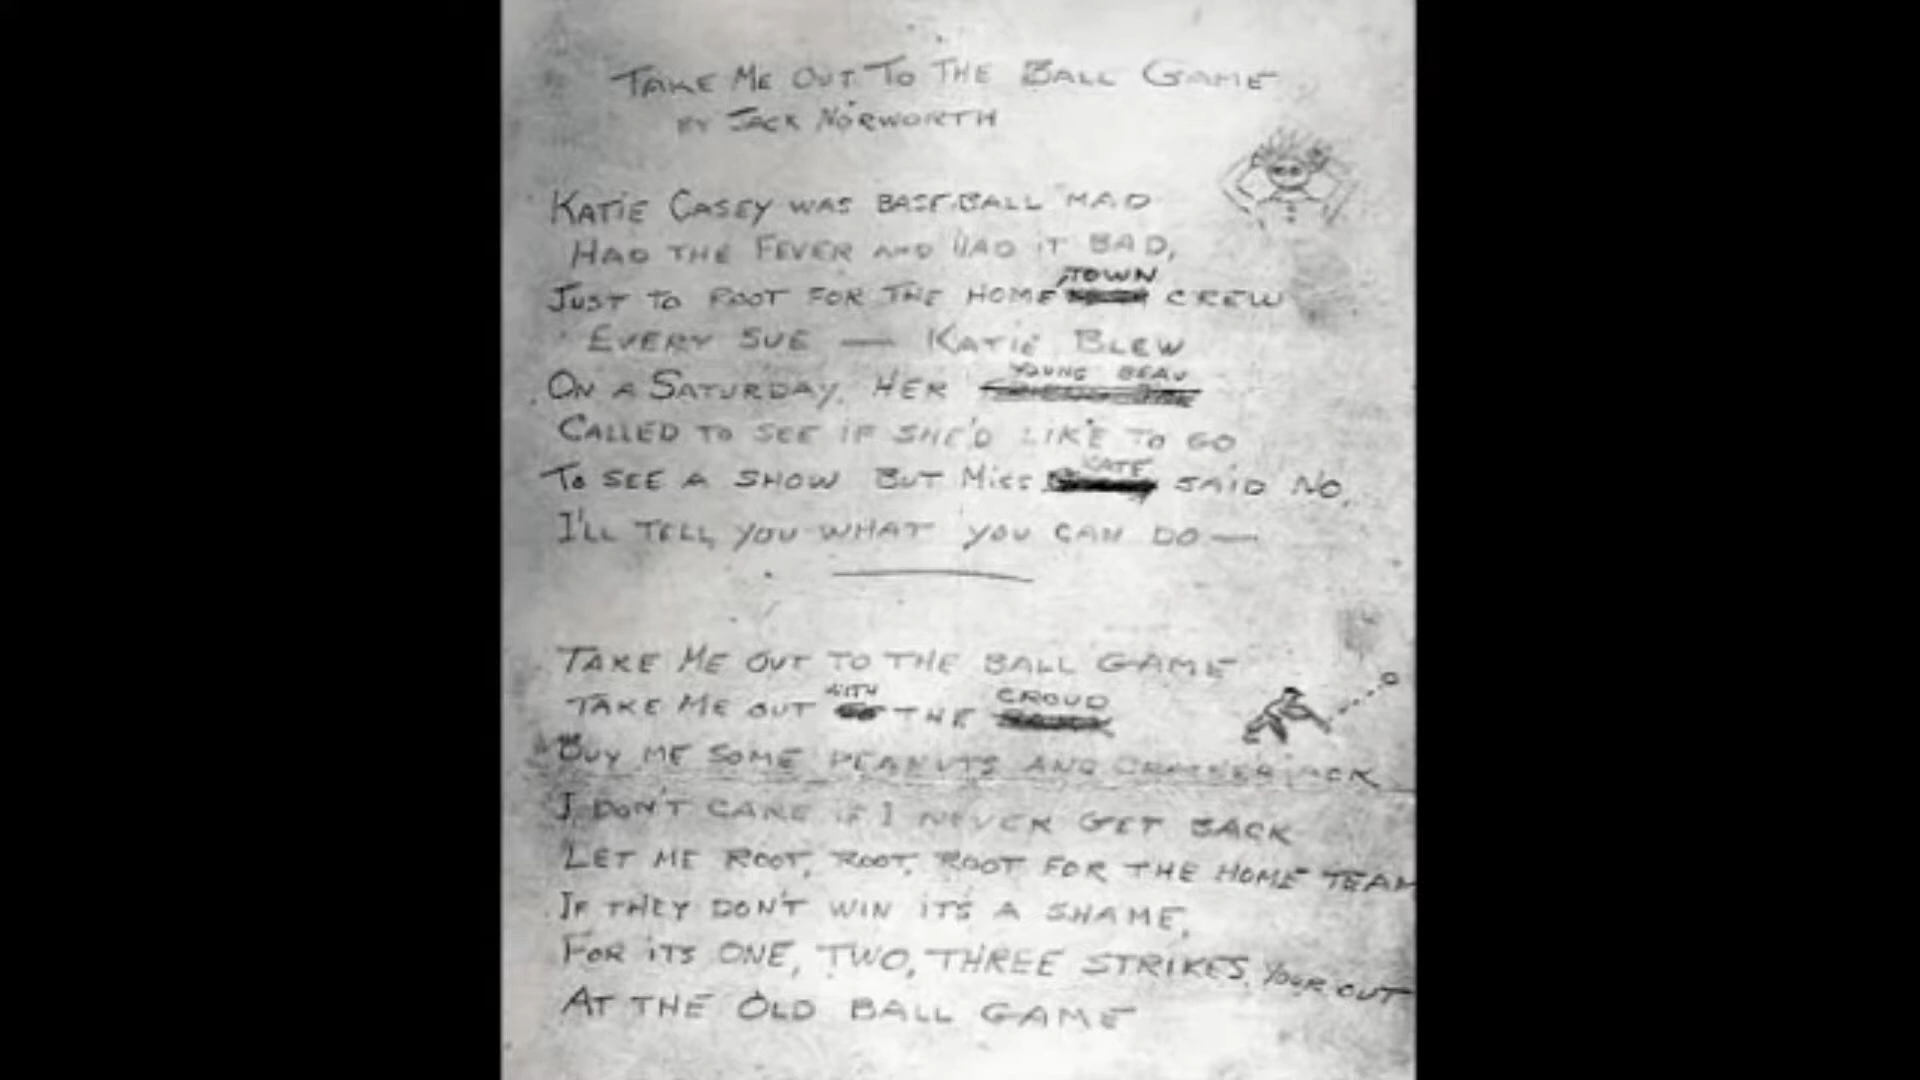 TAKE ME OUT TO THE BALL GAME
BY JACK NORWORTH
KATIE CASEY WAS BASE BALL MAD
HAD THE FEVER AND HAD IT BAD,
JUST TO ROOT FOR THE HOME TOWN CREW
EVERY SUE — KATIE BLEW
ON A SATURDAY, HER YOUNG BEAU
CALLED TO SEE IF SHE'D LIKE TO GO
TO SEE A SHOW BUT MISS KATE SAID NO,
I'LL TELL YOU WHAT YOU CAN DO —
TAKE ME OUT TO THE BALL GAME
TAKE ME OUT WITH THE CROUD
BUY ME SOME PEANUTS AND CRACKER JACK
I DON'T CARE IF I NEVER GET BACK
LET ME ROOT, ROOT, ROOT FOR THE HOME TEAM
IF THEY DON'T WIN IT'S A SHAME,
FOR ITS ONE, TWO, THREE STRIKES, YOUR OUT
AT THE OLD BALL GAME